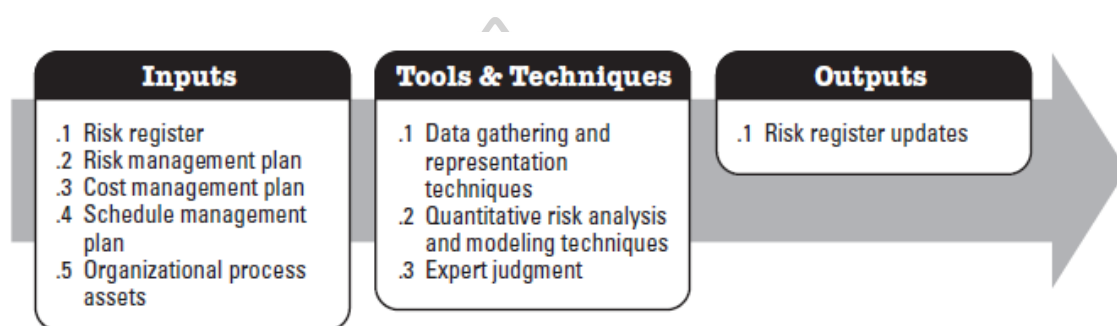 Inputs
.1 Risk register
.2 Risk management plan
.3 Cost management plan
.4 Schedule management
plan
.5 Organizational process
assets
Tools & Techniques
.1 Data gathering and
representation
techniques
.2 Quantitative risk analysis
and modeling techniques
.3 Expert judgment
Outputs
.1 Risk register updates